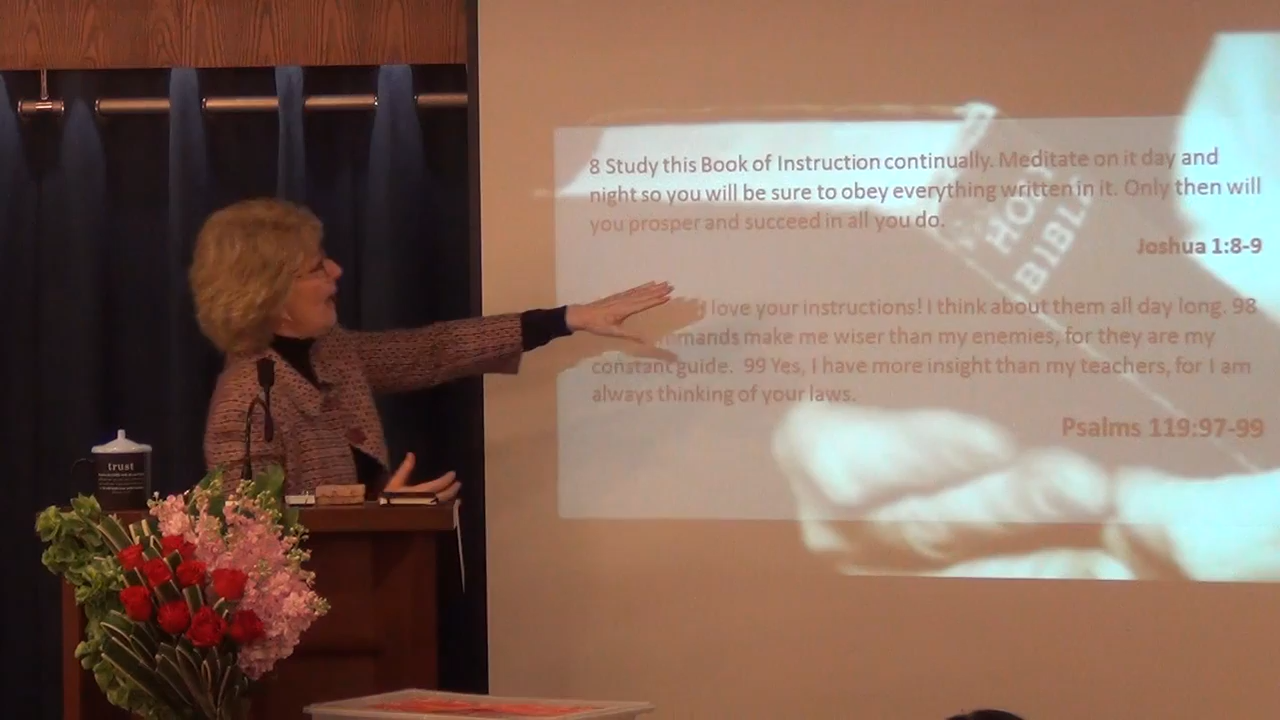 trust
8 Study this Book of Instruction continually. Meditate on it day and
night so you will be sure to obey everything written in it. Only then will
you prosper and succeed in all you do.
Joshua 1:8-9
HOLY
BIBLE
I love your instructions! I think about them all day long. 98
mands make me wiser than my enemies, for they are my
constant guide. 99 Yes, I have more insight than my teachers, for I am
always thinking of your laws.
Psalms 119:97-99